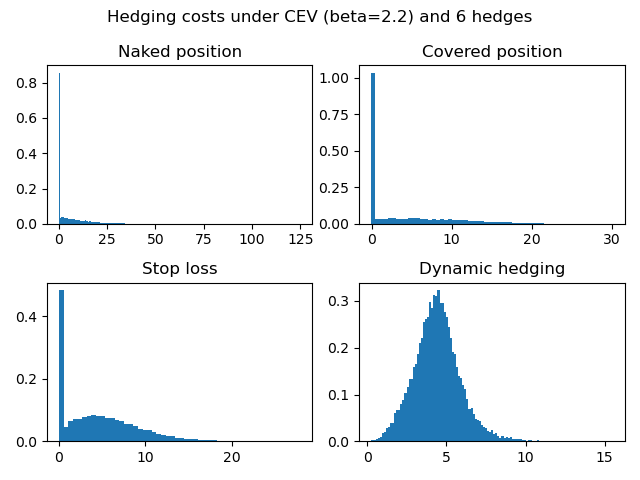 Hedging costs under CEV (beta=2.2) and 6 hedges
Naked position
0.8
0.6
0.4
0.2
0.0
0 25 50 75 100 125
Covered position
1.00
0.75
0.50
0.25
0.00
0 10 20 30
Stop loss
0.4
0.2
0.0
0 10 20
Dynamic hedging
0.3
0.2
0.1
0.0
0 5 10 15